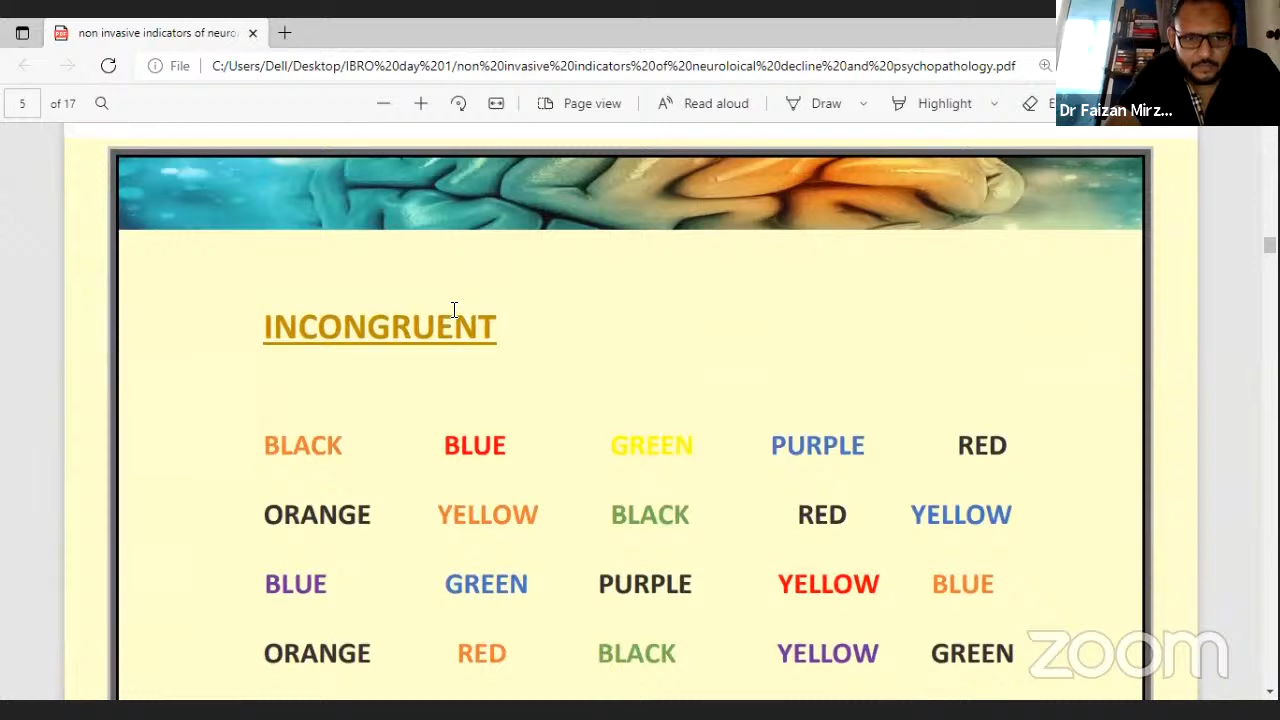 non invasive indicators of neuro
File
C:/Users/Dell/Desktop/IBRO%20day%201/non%20invasive%20indicators%20of%20neuroloical%20decline%20and%20psychopathology.pdf
5 of 17
Page view
Read aloud
Draw
Highlight
Dr Faizan Mirz...
INCONGRUENT
BLACK BLUE GREEN PURPLE RED
ORANGE YELLOW BLACK RED YELLOW
BLUE GREEN PURPLE YELLOW BLUE
ORANGE RED BLACK YELLOW GREEN
zoom